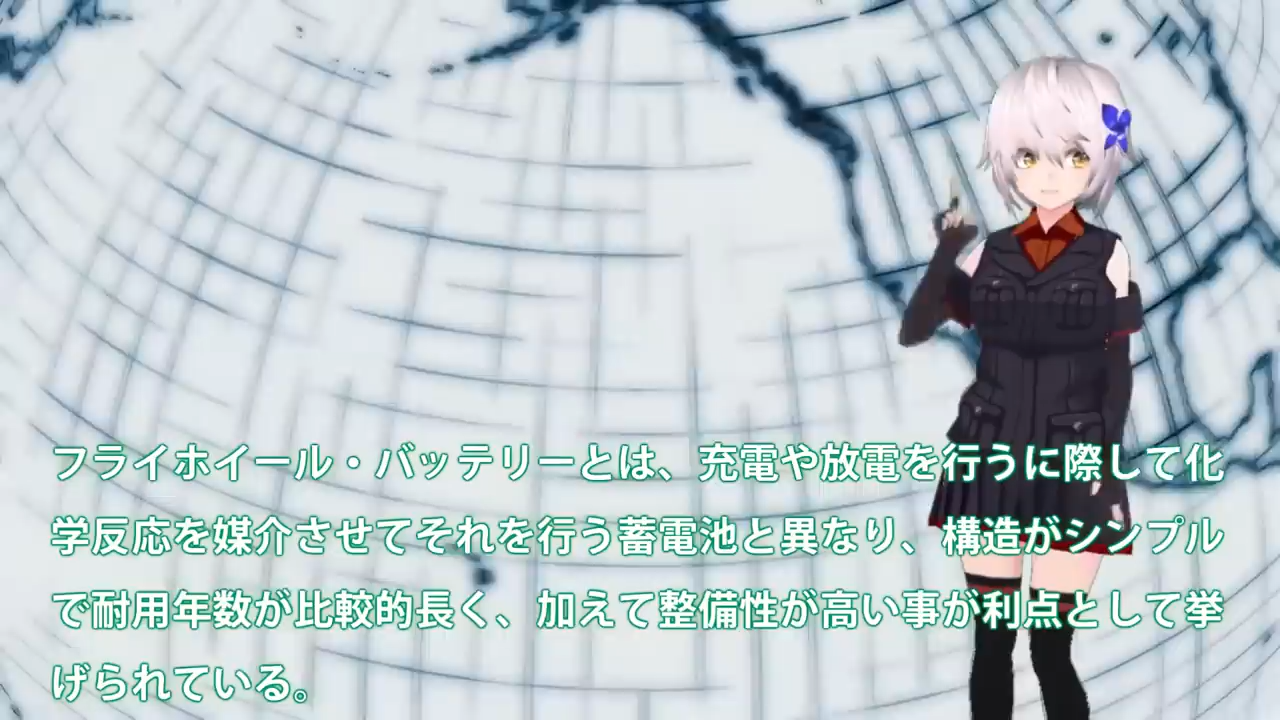 フライホイール・バッテリーとは、充電や放電を行うに際して化
学反応を媒介させてそれを行う蓄電池と異なり、構造がシンプル
で耐用年数が比較的長く、加えて整備性が高い事が利点として挙
げられている。